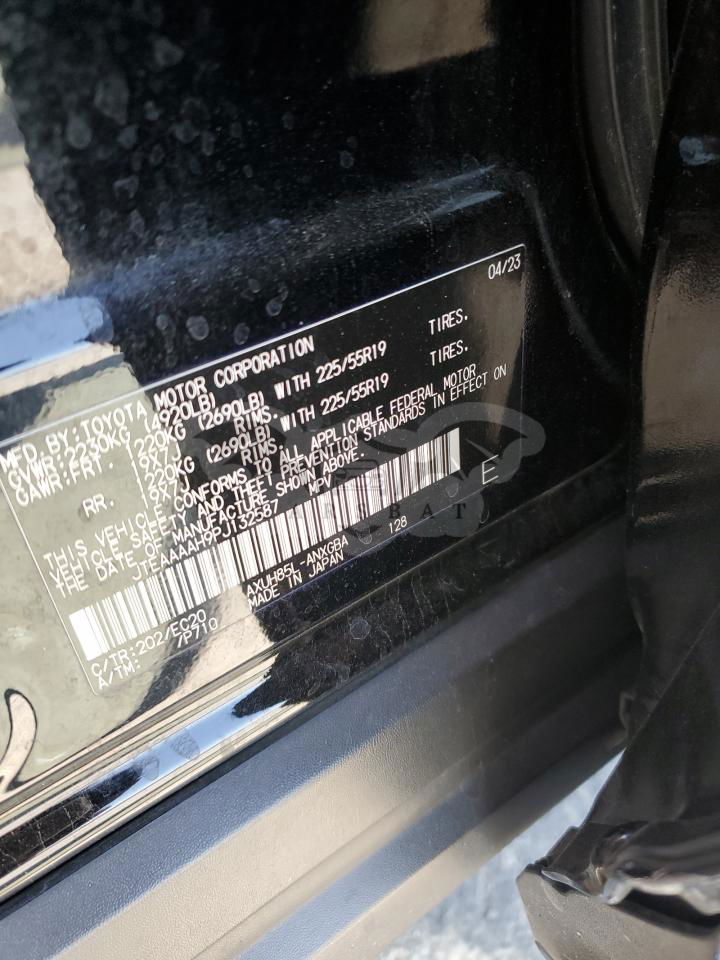 04/23
MFD. BY: TOYOTA MOTOR CORPORATION
GVWR: 2230KG (4920LB)
GAWR: FRT. 1220KG (2690LB) WITH 225/55R19 TIRES.
19X7J RIMS.
RR. 1220KG (2690LB) WITH 225/55R19 TIRES.
19X7J RIMS.
THIS VEHICLE CONFORMS TO ALL APPLICABLE FEDERAL MOTOR
VEHICLE SAFETY AND THEFT PREVENTION STANDARDS IN EFFECT ON
THE DATE OF MANUFACTURE SHOWN ABOVE.
JTEAAAAH9PJ132587 MPV
E
C/TR:202/EC20 AXUH85L-ANXGBA 128
A/TM: /P710 MADE IN JAPAN